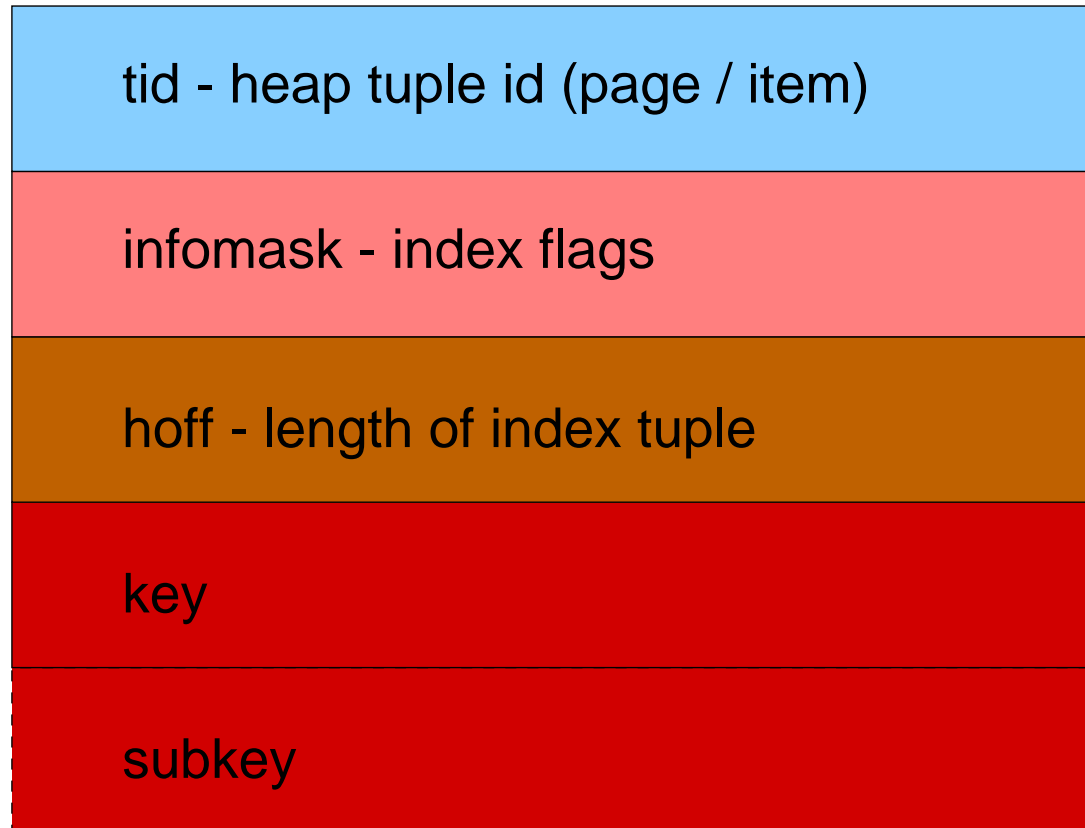 tid - heap tuple id (page / item)
infomask - index flags
hoff - length of index tuple
key
subkey